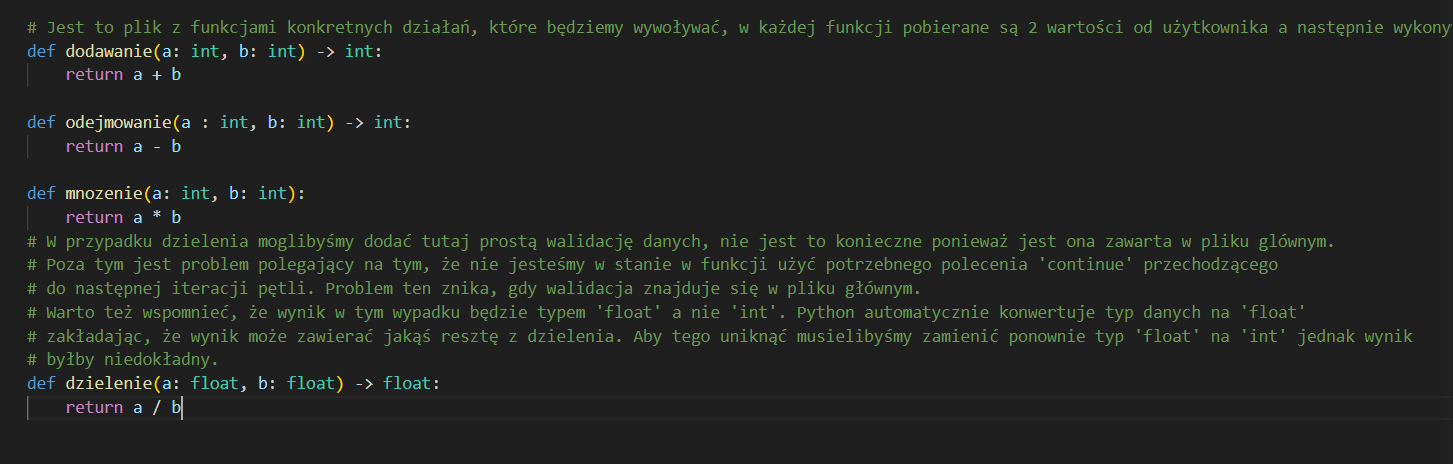 # Jest to plik z funkcjami konkretnych działań, które będziemy wywoływać, w każdej funkcji pobierane są 2 wartości od użytkownika a następnie wykony
def dodawanie(a: int, b: int) -> int:
    return a + b
def odejmowanie(a : int, b: int) -> int:
    return a - b
def mnozenie(a: int, b: int):
    return a * b
# W przypadku dzielenia moglibyśmy dodać tutaj prostą walidację danych, nie jest to konieczne ponieważ jest ona zawarta w pliku glównym.
# Poza tym jest problem polegający na tym, że nie jesteśmy w stanie w funkcji użyć potrzebnego polecenia 'continue' przechodzącego
# do następnej iteracji pętli. Problem ten znika, gdy walidacja znajduje się w pliku głównym.
# Warto też wspomnieć, że wynik w tym wypadku będzie typem 'float' a nie 'int'. Python automatycznie konwertuje typ danych na 'float'
# zakładając, że wynik może zawierać jakąś resztę z dzielenia. Aby tego uniknąć musielibyśmy zamienić ponownie typ 'float' na 'int' jednak wynik
# byłby niedokładny.
def dzielenie(a: float, b: float) -> float:
    return a / b